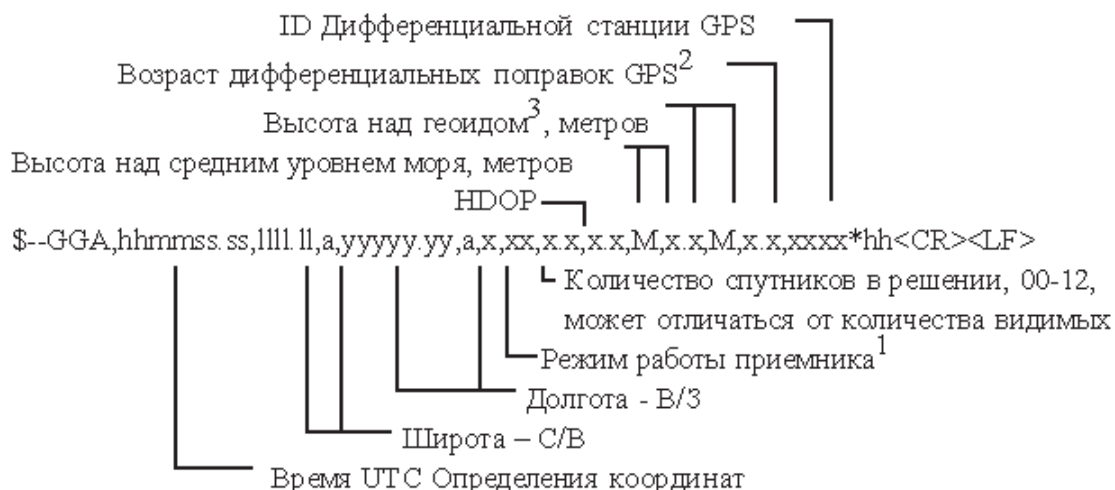 ID Дифференциальной станции GPS
Возраст дифференциальных поправок GPS2
Высота над геоидом3, метров
Высота над средним уровнем моря, метров
HDOP
$--GGA,hhmmss.ss,llll.ll,a,yyyyy.yy,a,x,xx,x.x,x.x,M,x.x,M,x.x,xxxx*hh<CR><LF>
Количество спутников в решении, 00-12,
может отличаться от количества видимых
Режим работы приемника1
Долгота - В/З
Широта – С/В
Время UTC Определения координат